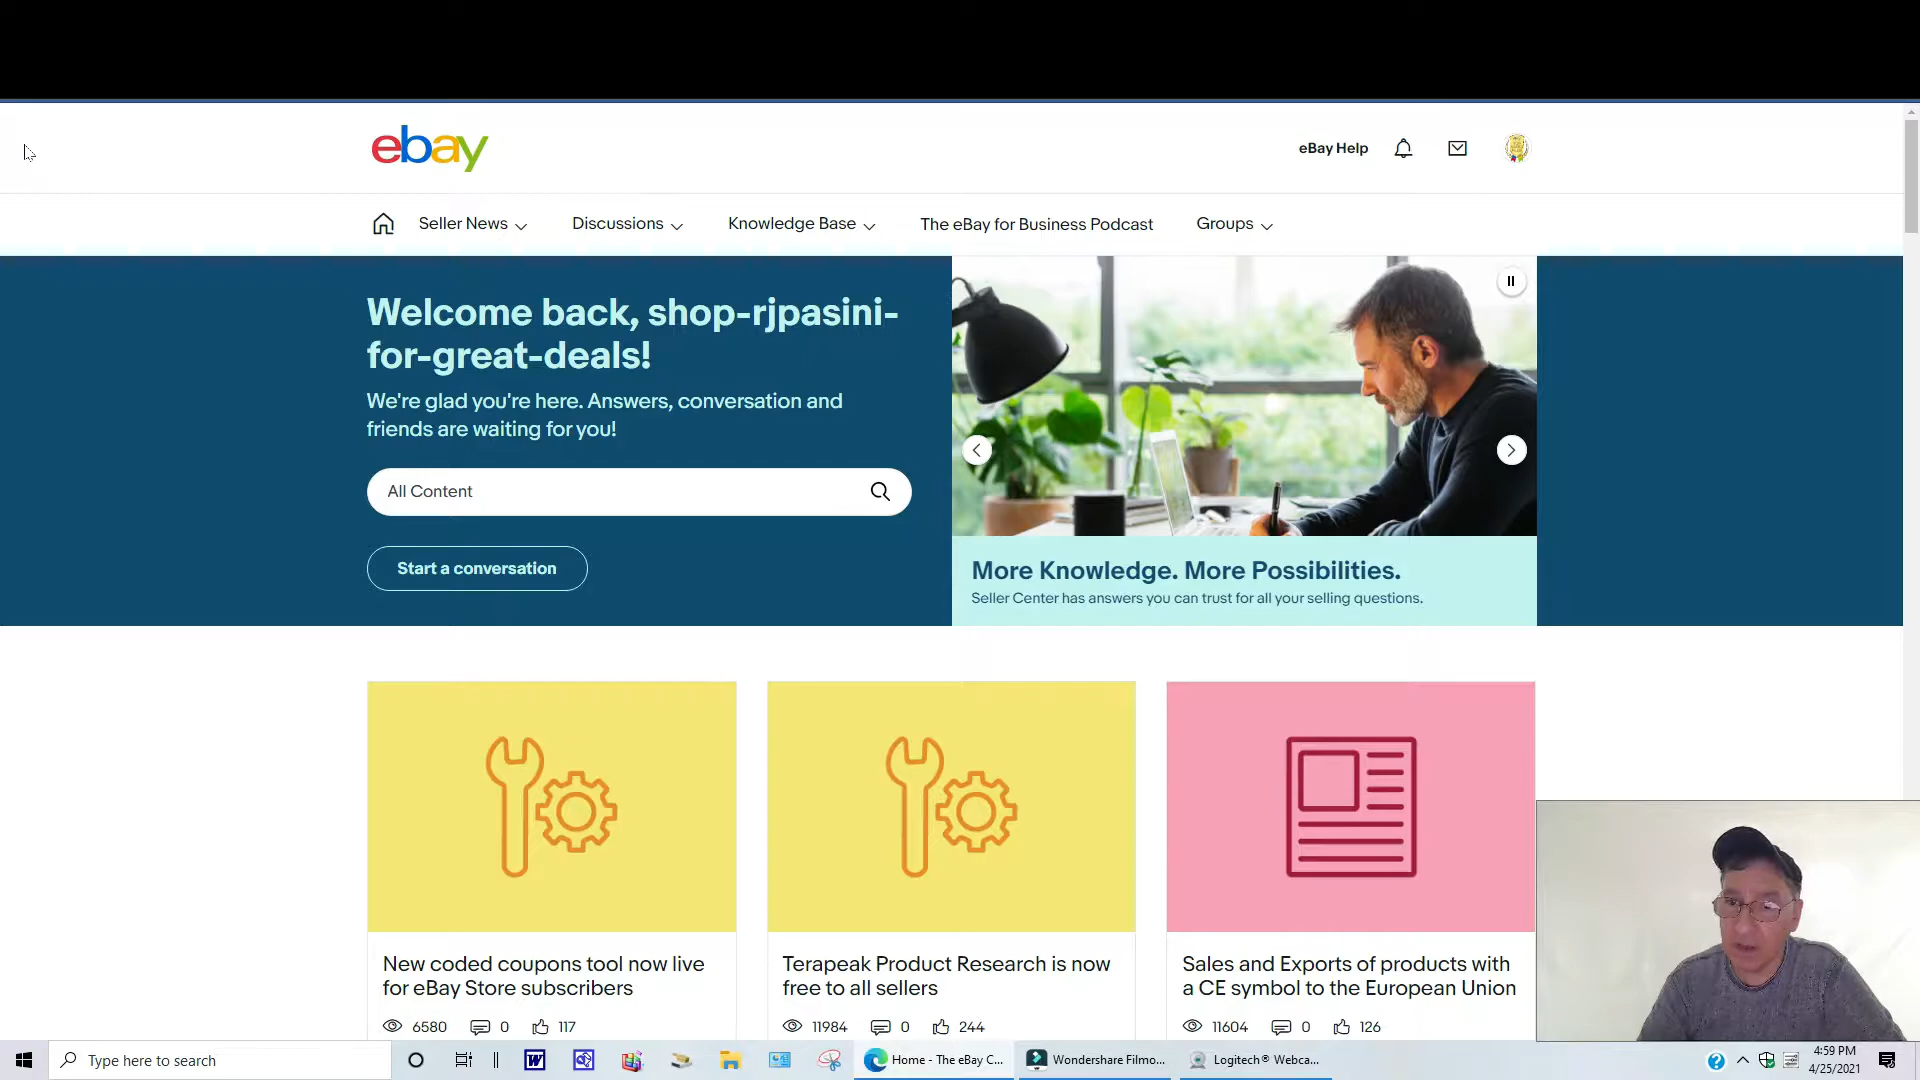 ebay
eBay Help
Seller News
Discussions
Knowledge Base
The eBay for Business Podcast
Groups
Welcome back, shop-rjpasini-
for-great-deals!
We're glad you're here. Answers, conversation and
friends are waiting for you!
All Content
Start a conversation
More Knowledge. More Possibilities.
Seller Center has answers you can trust for all your selling questions.
New coded coupons tool now live
for eBay Store subscribers
6580 0 117
Terapeak Product Research is now
free to all sellers
11984 0 244
Sales and Exports of products with
a CE symbol to the European Union
11604 0 126
Type here to search
W
Home - The eBay C...
Wondershare Filmo...
Logitech® Webca...
4:59 PM
4/25/2021